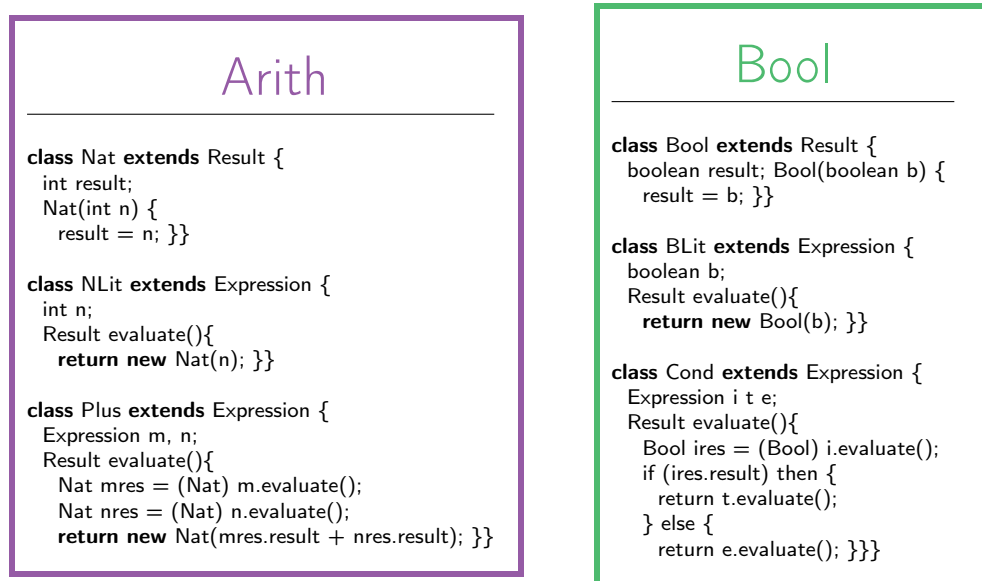 Arith
class Nat extends Result {
int result;
Nat(int n) {
result = n; }}
class NLit extends Expression {
int n;
Result evaluate(){
return new Nat(n); }}
class Plus extends Expression {
Expression m, n;
Result evaluate(){
Nat mres = (Nat) m.evaluate();
Nat nres = (Nat) n.evaluate();
return new Nat(mres.result + nres.result); }}
Bool
class Bool extends Result {
boolean result; Bool(boolean b) {
result = b; }}
class BLit extends Expression {
boolean b;
Result evaluate(){
return new Bool(b); }}
class Cond extends Expression {
Expression i t e;
Result evaluate(){
Bool ires = (Bool) i.evaluate();
if (ires.result) then {
return t.evaluate();
} else {
return e.evaluate(); }}}